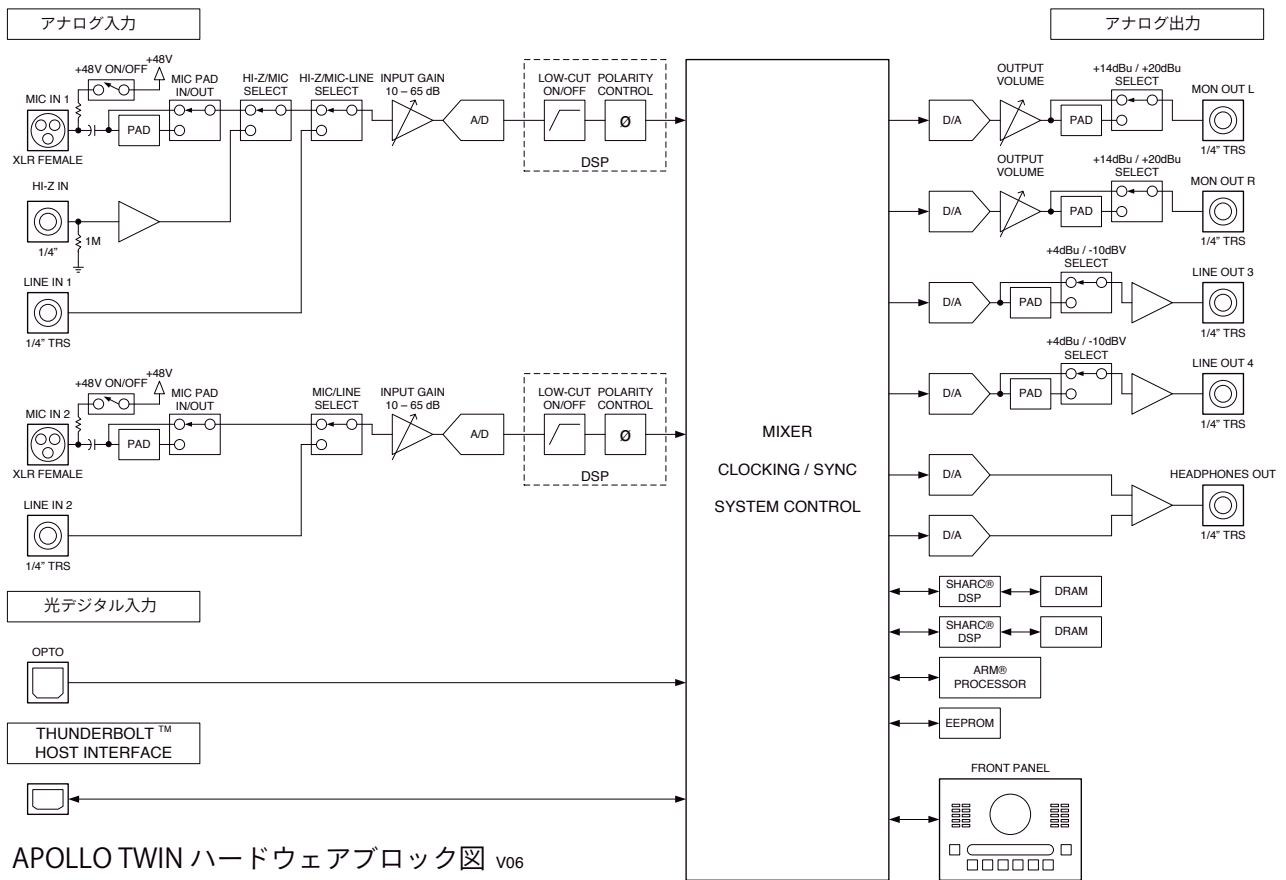 アナログ入力
アナログ出力
+48V ON/OFF
+48V
MIC IN 1
XLR FEMALE
PAD
MIC PAD
IN/OUT
HI-Z/MIC
SELECT
HI-Z/MIC-LINE
SELECT
INPUT GAIN
10 – 65 dB
A/D
LOW-CUT
ON/OFF
POLARITY
CONTROL
Ø
DSP
HI-Z IN
1M
1/4”
LINE IN 1
1/4” TRS
+48V ON/OFF
+48V
MIC IN 2
XLR FEMALE
PAD
MIC PAD
IN/OUT
MIC/LINE
SELECT
INPUT GAIN
10 – 65 dB
A/D
LOW-CUT
ON/OFF
POLARITY
CONTROL
Ø
DSP
LINE IN 2
1/4” TRS
光デジタル入力
OPTO
THUNDERBOLT ™
HOST INTERFACE
MIXER
CLOCKING / SYNC
SYSTEM CONTROL
D/A
OUTPUT
VOLUME
PAD
+14dBu / +20dBu
SELECT
MON OUT L
1/4” TRS
D/A
OUTPUT
VOLUME
PAD
+14dBu / +20dBu
SELECT
MON OUT R
1/4” TRS
D/A
PAD
+4dBu / -10dBV
SELECT
LINE OUT 3
1/4” TRS
D/A
PAD
+4dBu / -10dBV
SELECT
LINE OUT 4
1/4” TRS
D/A
D/A
HEADPHONES OUT
1/4” TRS
SHARC®
DSP
DRAM
SHARC®
DSP
DRAM
ARM®
PROCESSOR
EEPROM
FRONT PANEL
APOLLO TWIN ハードウェアブロック図 V06